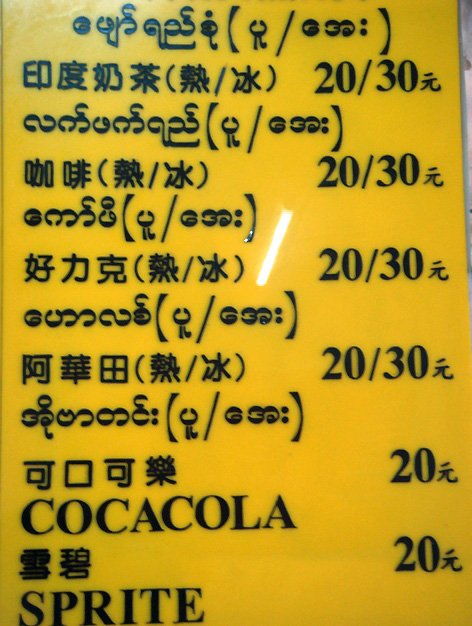 ဖျော်ရည်စုံ(ပူ/အေး)
印度奶茶(熱/冰) 20/30元
လက်ဖက်ရည်(ပူ/အေး)
咖啡(熱/冰) 20/30元
ကော်ဖီ(ပူ/အေး)
好力克(熱/冰) 20/30元
ဟောလစ်(ပူ/အေး)
阿華田(熱/冰) 20/30元
အိုဗာတင်း(ပူ/အေး)
可口可樂 20元
COCACOLA
雪碧 20元
SPRITE